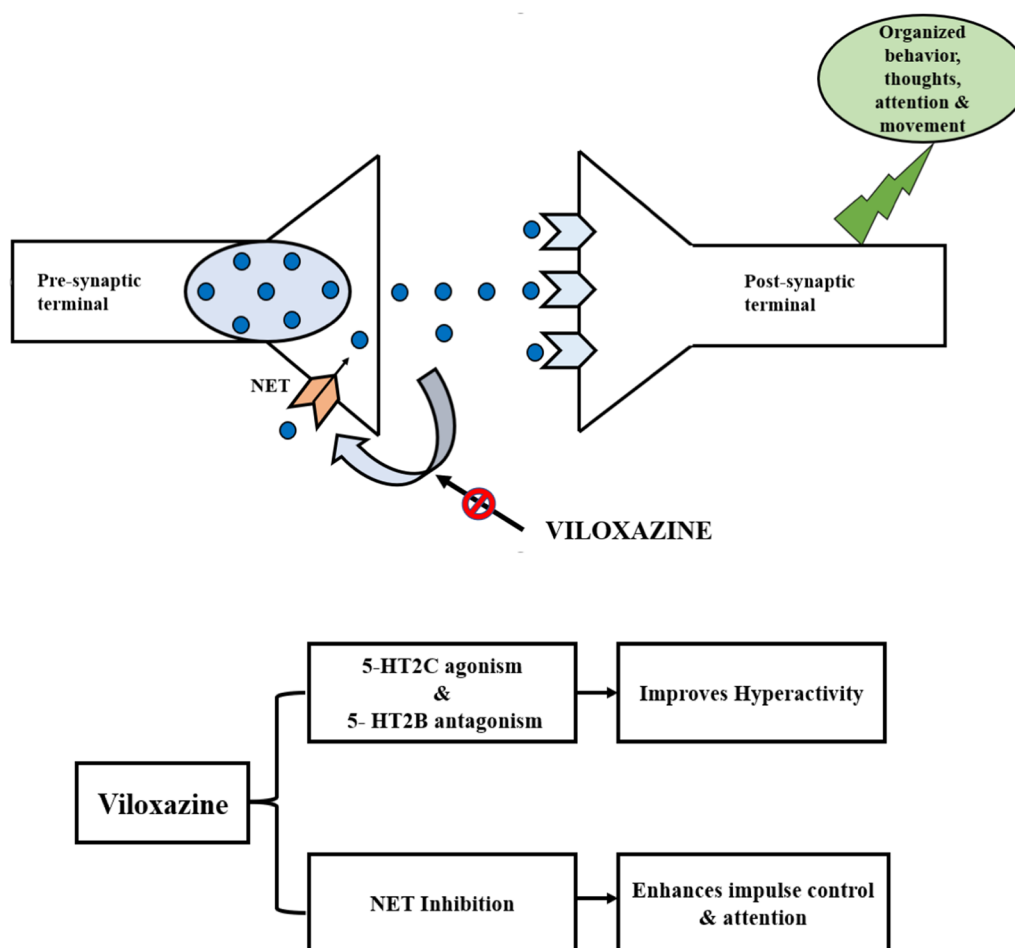 Organized
behavior,
thoughts,
attention &
movement
Pre-synaptic
terminal
Post-synaptic
terminal
NET
VILOXAZINE
5-HT2C agonism
&
5- HT2B antagonism
Improves Hyperactivity
Viloxazine
NET Inhibition
Enhances impulse control
& attention